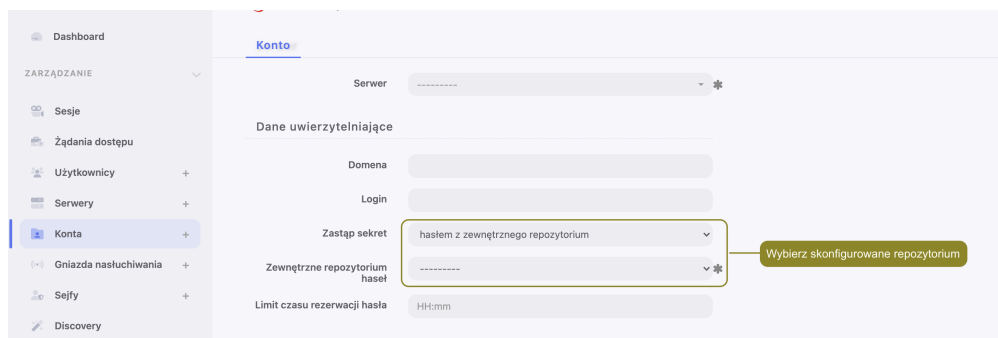 Dashboard
Konto
ZARZĄDZANIE
Serwer
---------
Sesje
Dane uwierzytelniające
Żądania dostępu
Domena
Użytkownicy +
Login
Serwery +
Zastąp sekret
hasłem z zewnętrznego repozytorium
Konta +
Wybierz skonfigurowane repozytorium
Gniazda nasłuchiwania +
Zewnętrzne repozytorium
haseł
---------
Sejfy +
Limit czasu rezerwacji hasła
HH:mm
Discovery